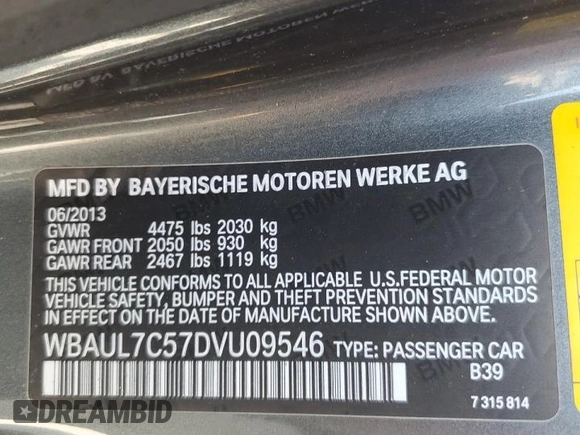 MFD BY BAYERISCHE MOTOREN WERKE AG
06/2013
GVWR 4475 lbs 2030 kg
GAWR FRONT 2050 lbs 930 kg
GAWR REAR 2467 lbs 1119 kg
THIS VEHICLE CONFORMS TO ALL APPLICABLE U.S.FEDERAL MOTOR
VEHICLE SAFETY, BUMPER AND THEFT PREVENTION STANDARDS
IN EFFECT ON THE DATE OF MANUFACTURE SHOWN ABOVE.
WBAUL7C57DVU09546 TYPE: PASSENGER CAR
B39
7 315 814
DREAMBID